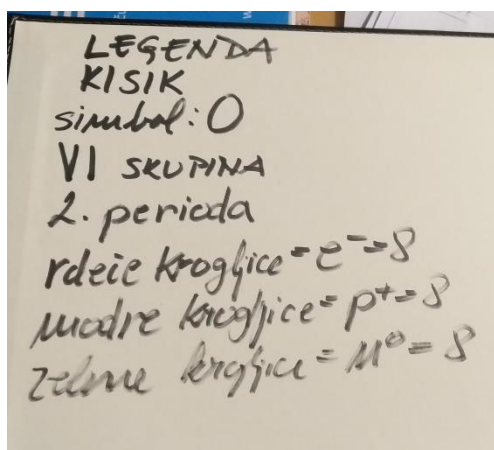 LEGENDA
KISIK
simbol: O
VI SKUPINA
2. perioda
rdeče kroglice = e⁻ = 8
modre kroglice = p⁺ = 8
zelene kroglice = n⁰ = 8